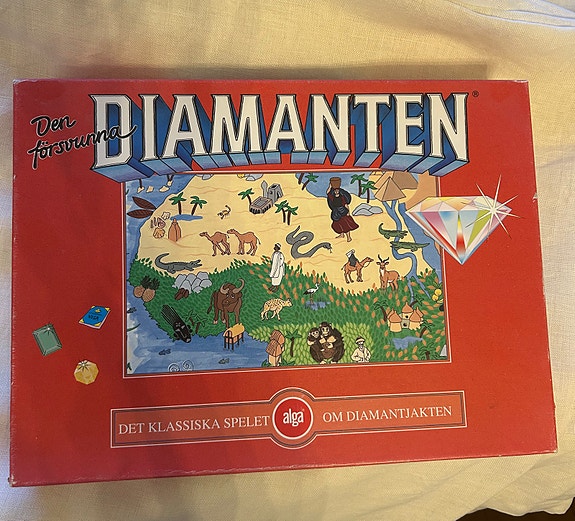 Den
försvunna
DIAMANTEN®
DET KLASSISKA SPELET alga OM DIAMANTJAKTEN